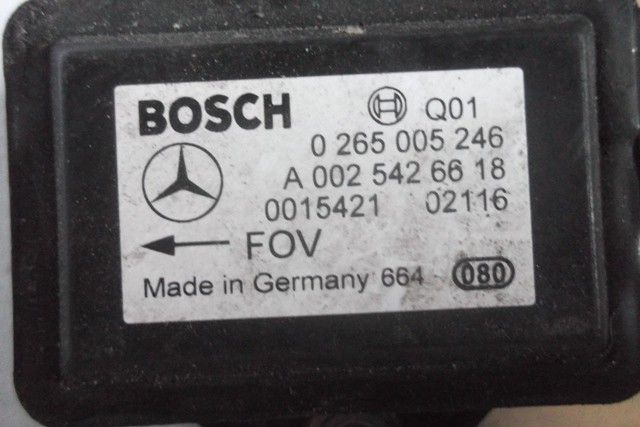 BOSCH Q01
0 265 005 246
A 002 542 66 18
0015421 02116
FOV
Made in Germany 664 080